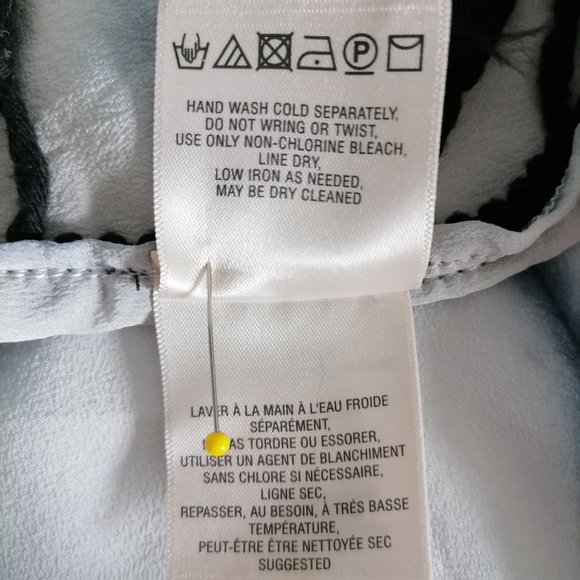 P
HAND WASH COLD SEPARATELY,
DO NOT WRING OR TWIST,
USE ONLY NON-CHLORINE BLEACH,
LINE DRY,
LOW IRON AS NEEDED,
MAY BE DRY CLEANED
LAVER À LA MAIN À L'EAU FROIDE
SÉPARÉMENT,
PAS TORDRE OU ESSORER,
UTILISER UN AGENT DE BLANCHIMENT
SANS CHLORE SI NÉCESSAIRE,
LIGNE SEC,
REPASSER, AU BESOIN, À TRÉS BASSE
TEMPÉRATURE,
PEUT-ÊTRE ÊTRE NETTOYÉE SEC
SUGGESTED